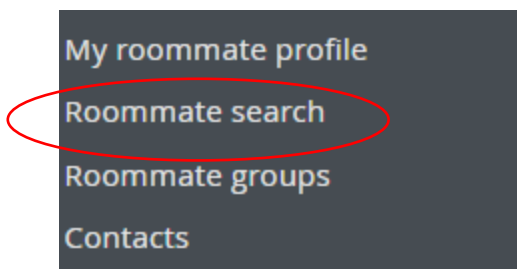 My roommate profile
Roommate search
Roommate groups
Contacts